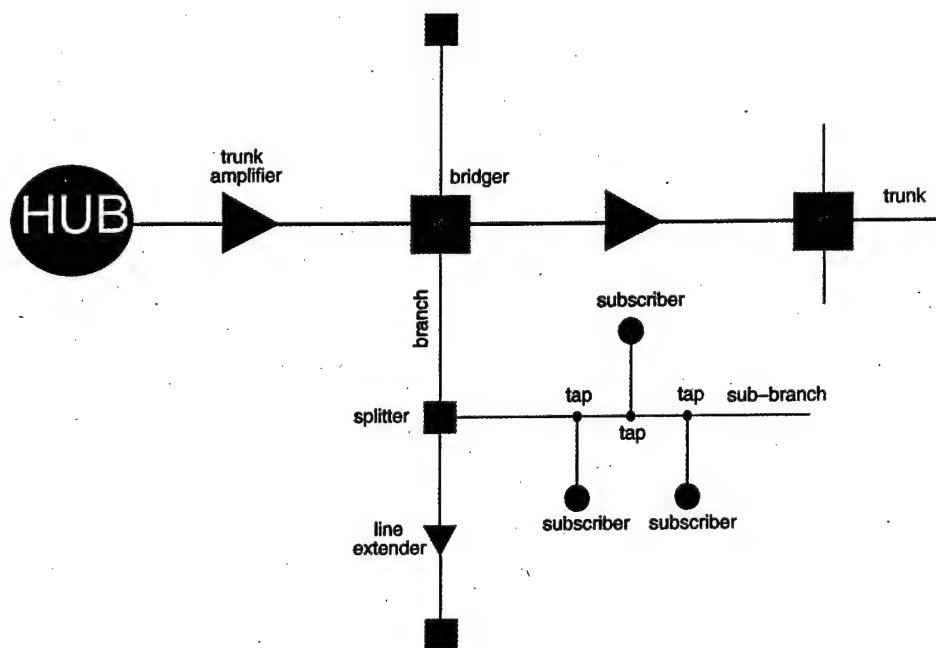 HUB
trunk
amplifier
bridger
trunk
branch
subscriber
splitter
tap
tap
sub-branch
tap
subscriber
subscriber
line
extender